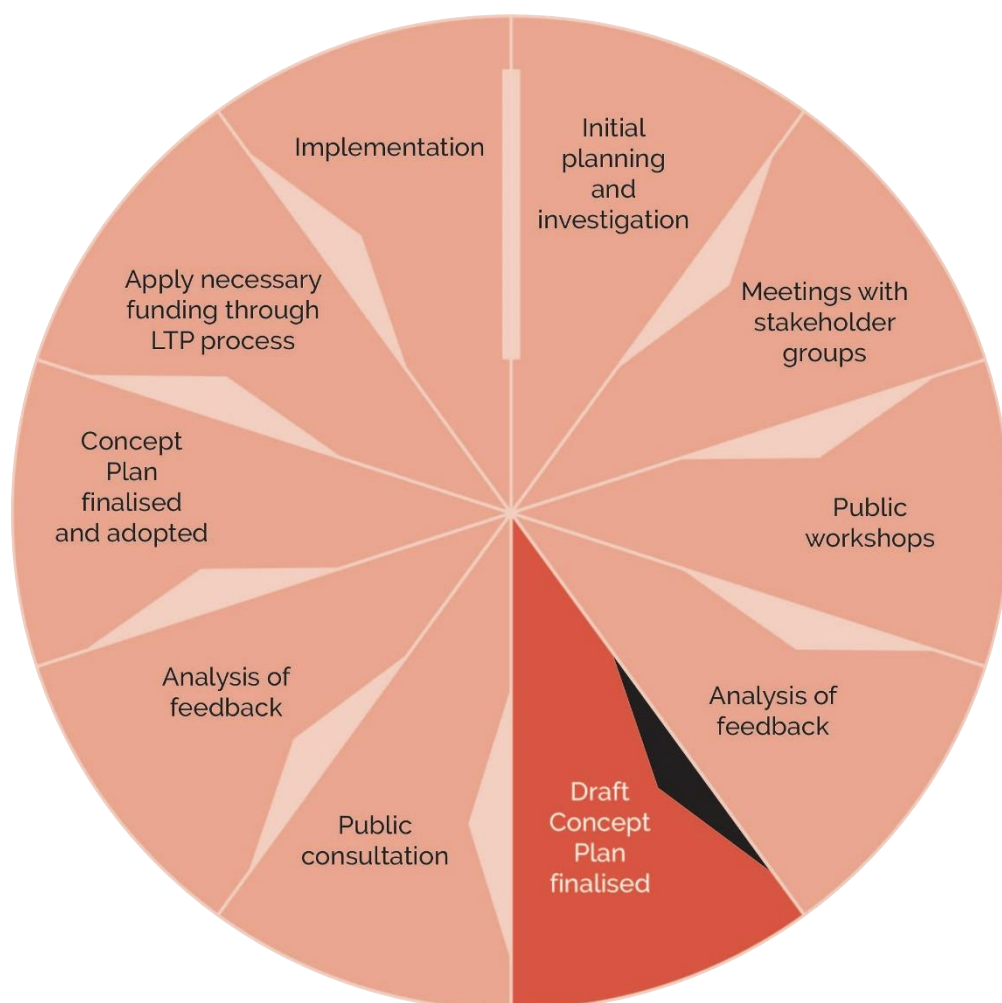 Initial
planning
and
investigation
Meetings with
stakeholder
groups
Public
workshops
Analysis of
feedback
Draft
Concept
Plan
finalised
Public
consultation
Analysis of
feedback
Concept
Plan
finalised
and adopted
Apply necessary
funding through
LTP process
Implementation